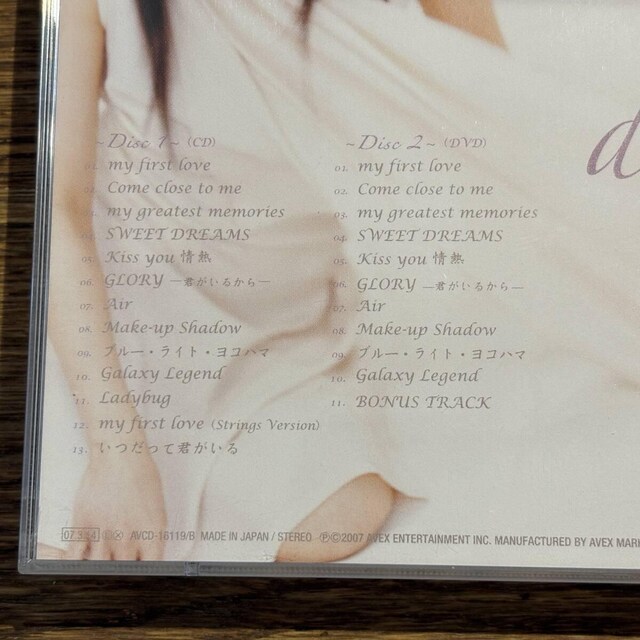 ~Disc 1~ (CD)
my first love
Come close to me
my greatest memories
SWEET DREAMS
05. Kiss you 情熱
06. GLORY ―君がいるから―
07. Air
08. Make-up Shadow
09. ブルー・ライト・ヨコハマ
10. Galaxy Legend
11. Ladybug
12. my first love (Strings Version)
13. いつだって君がいる
~Disc 2~ (DVD)
01. my first love
02. Come close to me
03. my greatest memories
04. SWEET DREAMS
05. Kiss you 情熱
06. GLORY ―君がいるから―
07. Air
08. Make-up Shadow
09. ブルー・ライト・ヨコハマ
10. Galaxy Legend
11. BONUS TRACK
d
AVCD-16119/B MADE IN JAPAN / STEREO ℗©2007 AVEX ENTERTAINMENT INC. MANUFACTURED BY AVEX MARK